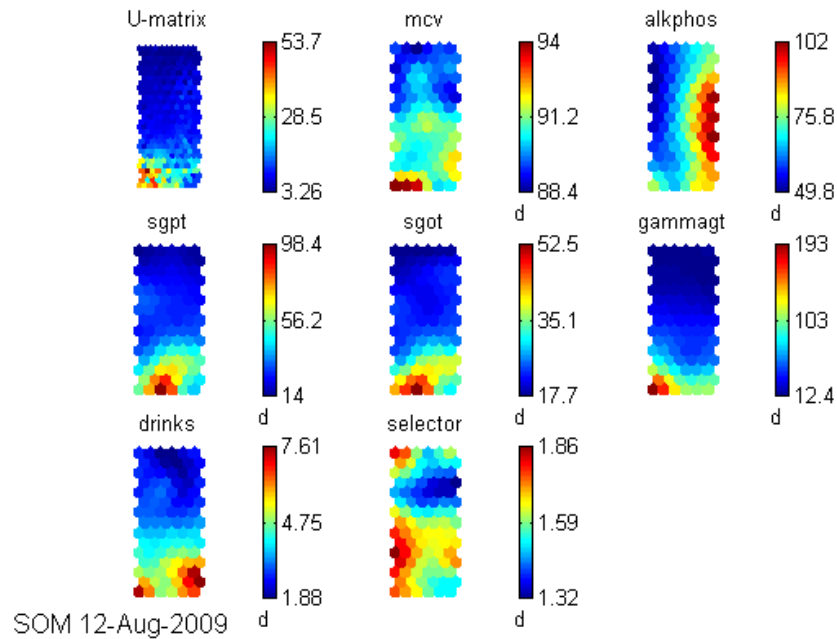 U-matrix mcv alkphos
53.7 94 102
28.5 91.2 75.8
3.26 88.4 49.8
d d
sgpt sgot gammagt
98.4 52.5 193
56.2 35.1 103
14 17.7 12.4
d d d
drinks selector
7.61 1.86
4.75 1.59
1.88 1.32
d d
SOM 12-Aug-2009